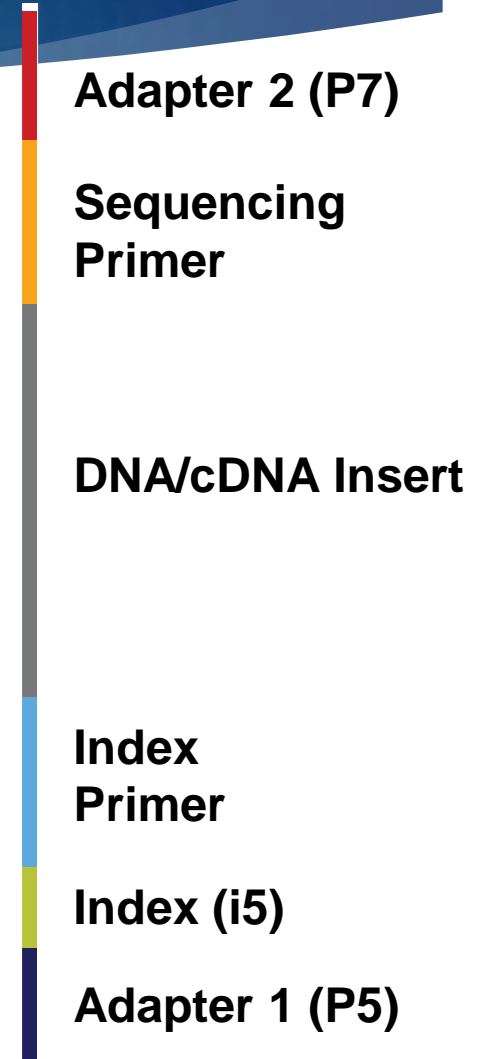 Adapter 2 (P7)
Sequencing
Primer
DNA/cDNA Insert
Index
Primer
Index (i5)
Adapter 1 (P5)